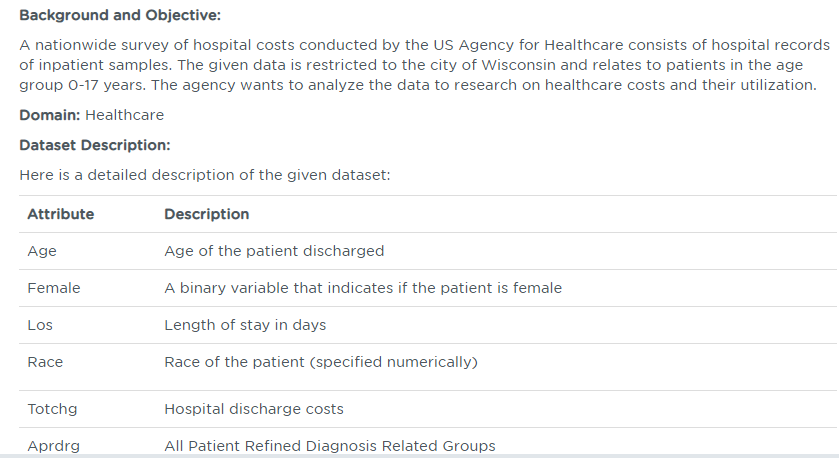 Background and Objective:
A nationwide survey of hospital costs conducted by the US Agency for Healthcare consists of hospital records
of inpatient samples. The given data is restricted to the city of Wisconsin and relates to patients in the age
group 0-17 years. The agency wants to analyze the data to research on healthcare costs and their utilization.
Domain: Healthcare
Dataset Description:
Here is a detailed description of the given dataset:
Attribute Description
Age Age of the patient discharged
Female A binary variable that indicates if the patient is female
Los Length of stay in days
Race Race of the patient (specified numerically)
Totchg Hospital discharge costs
Aprdrg All Patient Refined Diagnosis Related Groups